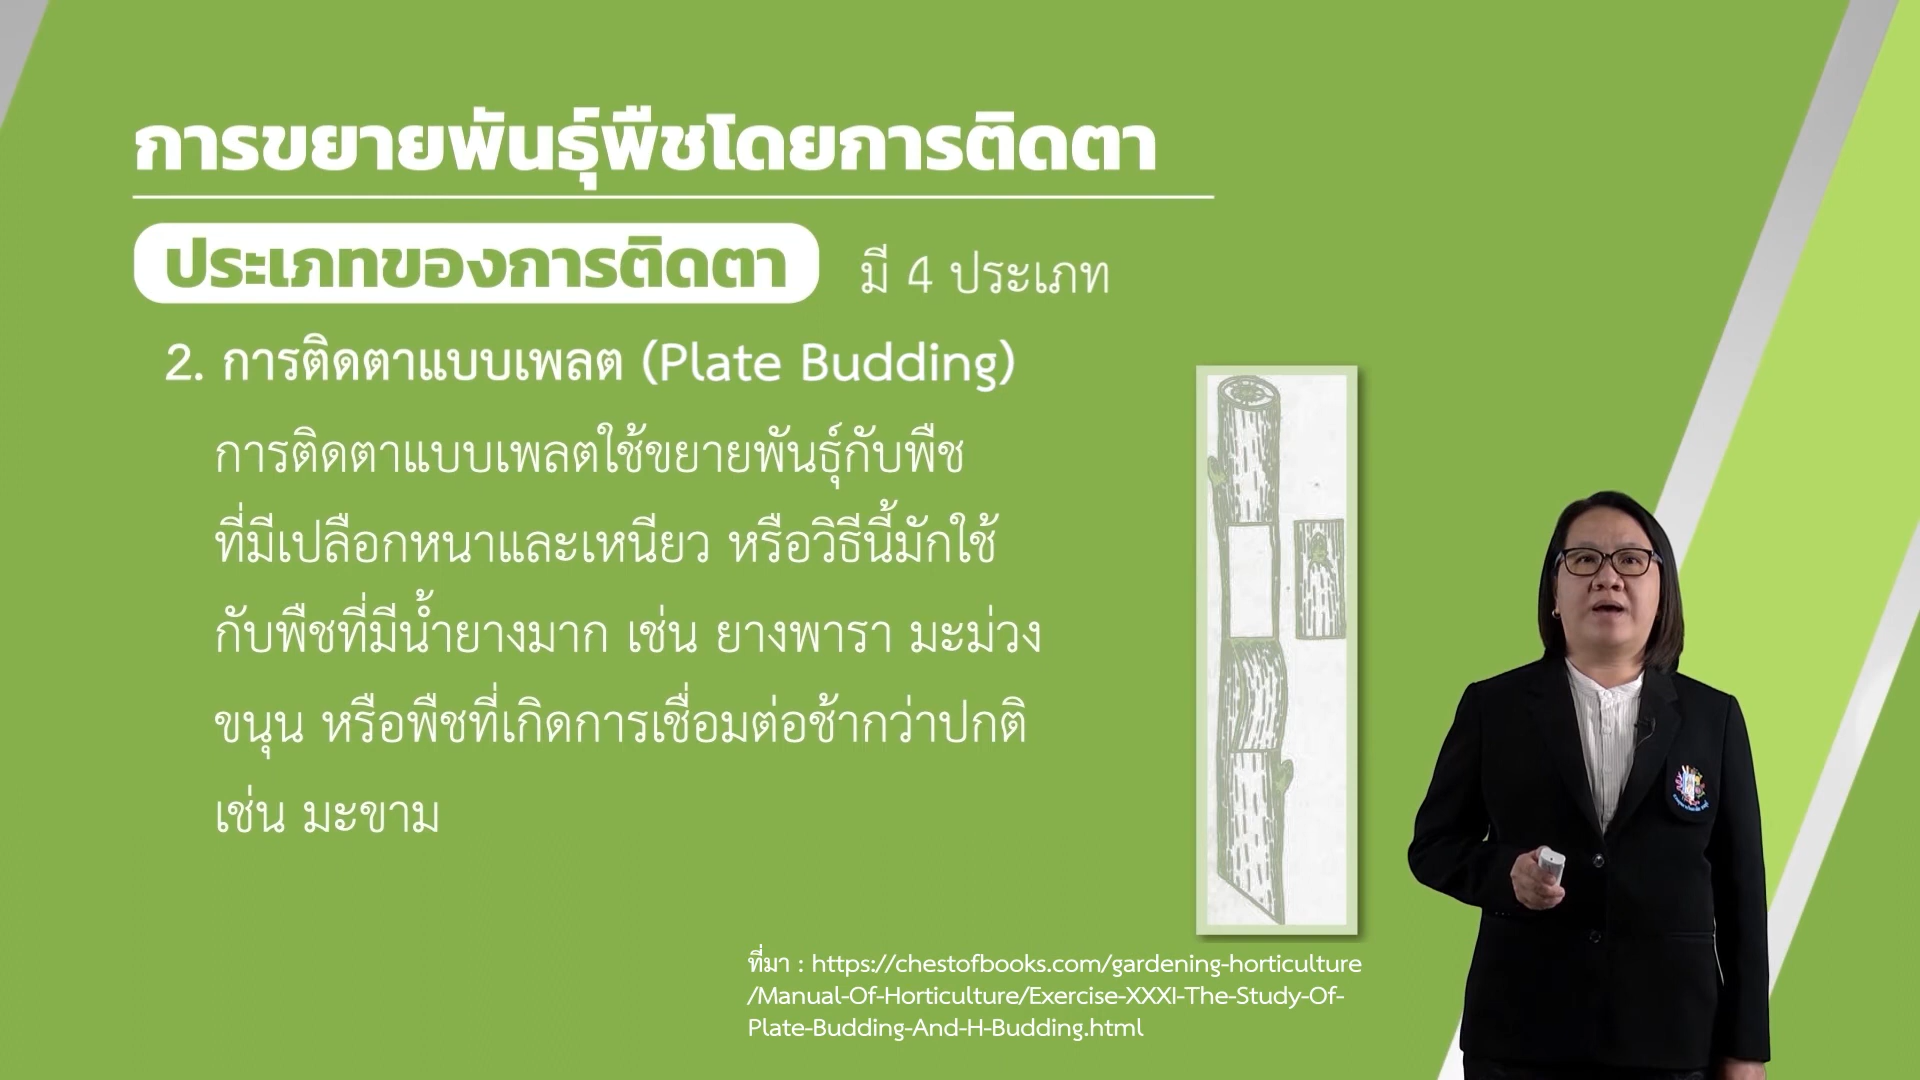 การขยายพันธุ์พืชโดยการติดตา
ประเภทของการติดตา มี 4 ประเภท
2. การติดตาแบบเพลต (Plate Budding)
การติดตาแบบเพลตใช้ขยายพันธุ์กับพืช
ที่มีเปลือกหนาและเหนียว หรือวิธีนี้มักใช้
กับพืชที่มีน้ำยางมาก เช่น ยางพารา มะม่วง
ขนุน หรือพืชที่เกิดการเชื่อมต่อช้ากว่าปกติ
เช่น มะขาม
ที่มา : https://chestofbooks.com/gardening-horticulture
/Manual-Of-Horticulture/Exercise-XXXI-The-Study-Of-
Plate-Budding-And-H-Budding.html